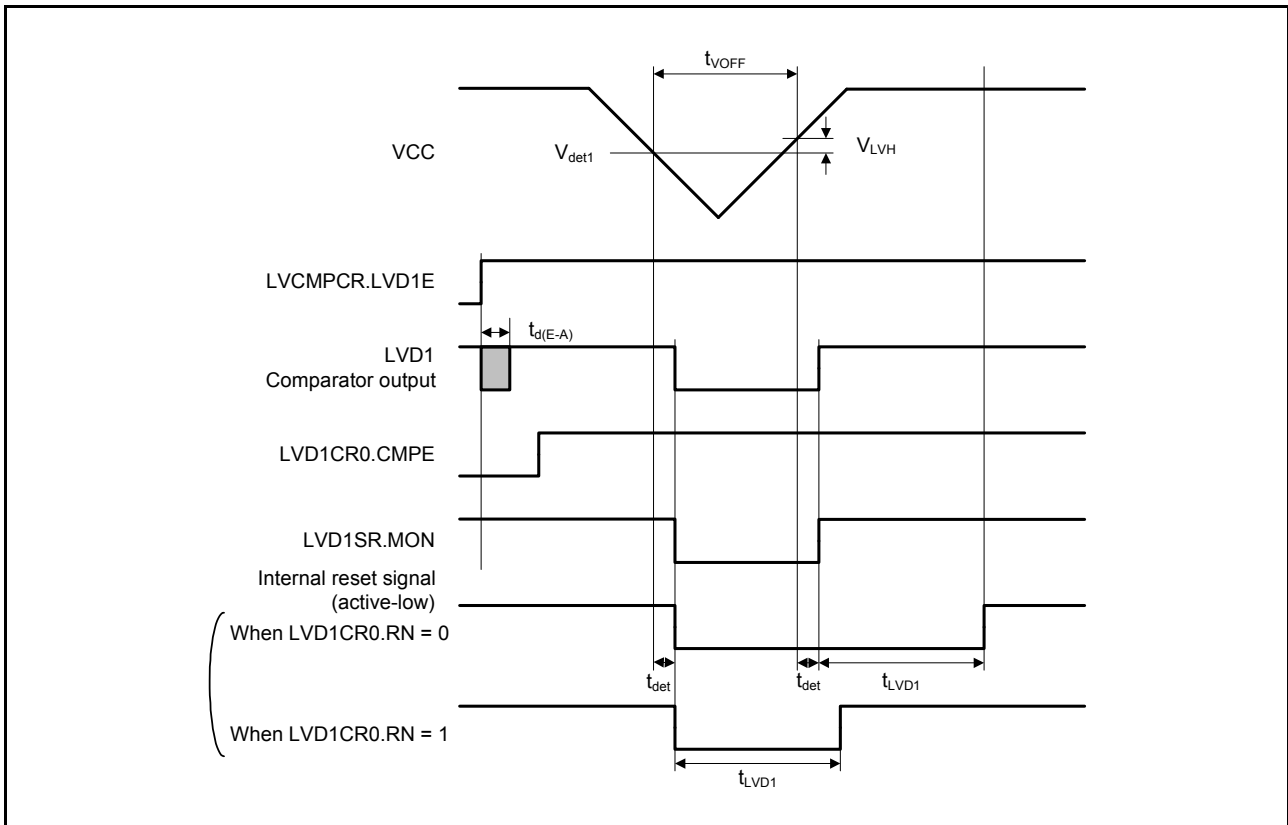 tVOFF
VCC
Vdet1
VLVH
LVCMPCR.LVD1E
td(E-A)
LVD1
Comparator output
LVD1CR0.CMPE
LVD1SR.MON
Internal reset signal
(active-low)
When LVD1CR0.RN = 0
tdet
tdet
tLVD1
When LVD1CR0.RN = 1
tLVD1